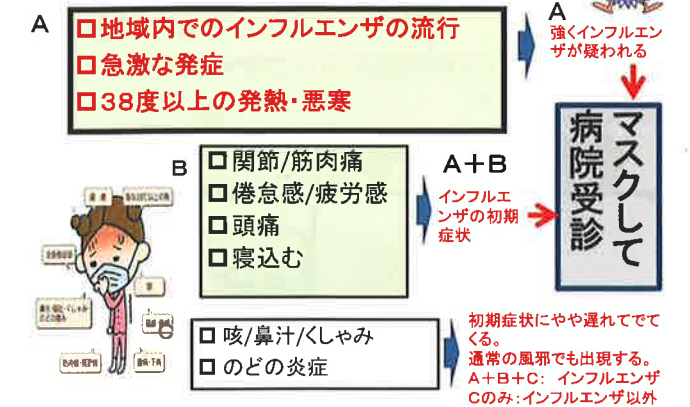 A
□地域内でのインフルエンザの流行
□急激な発症
□38度以上の発熱・悪寒
A
強くインフルエン
ザが疑われる
B
□関節/筋肉痛
□倦怠感/疲労感
□頭痛
□寝込む
A+B
インフルエ
ンザの初期
症状
マスクして
病院受診
□咳/鼻汁/くしゃみ
□のどの炎症
初期症状にやや遅れてでて
くる。
通常の風邪でも出現する。
A+B+C: インフルエンザ
Cのみ:インフルエンザ以外